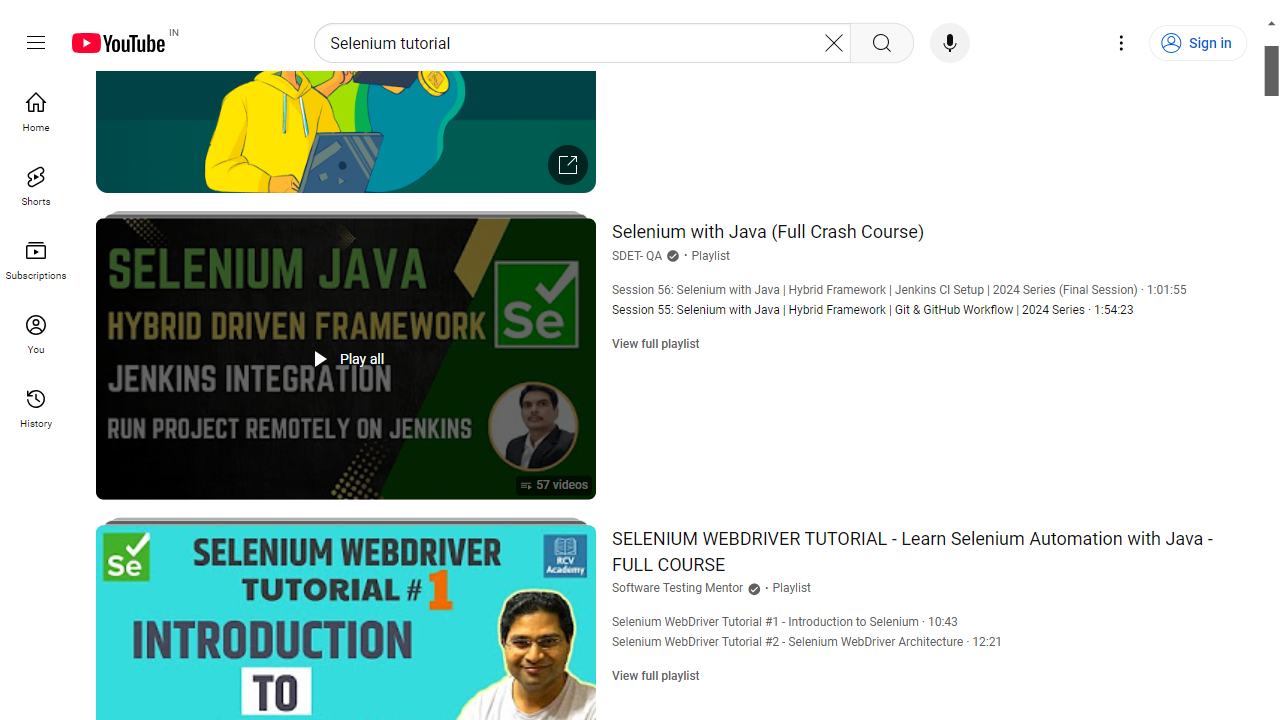 YouTube IN
Selenium tutorial
Sign in
Home
Shorts
Subscriptions
You
History
SELENIUM JAVA
HYBRID DRIVEN FRAMEWORK
JENKINS INTEGRATION
RUN PROJECT REMOTELY ON JENKINS
Se
Play all
57 videos
Selenium with Java (Full Crash Course)
SDET- QA · Playlist
Session 56: Selenium with Java | Hybrid Framework | Jenkins CI Setup | 2024 Series (Final Session) · 1:01:55
Session 55: Selenium with Java | Hybrid Framework | Git & GitHub Workflow | 2024 Series · 1:54:23
View full playlist
Se
SELENIUM WEBDRIVER
TUTORIAL # 1
RCV
Academy
INTRODUCTION
TO
SELENIUM WEBDRIVER TUTORIAL - Learn Selenium Automation with Java -
FULL COURSE
Software Testing Mentor · Playlist
Selenium WebDriver Tutorial #1 - Introduction to Selenium · 10:43
Selenium WebDriver Tutorial #2 - Selenium WebDriver Architecture · 12:21
View full playlist